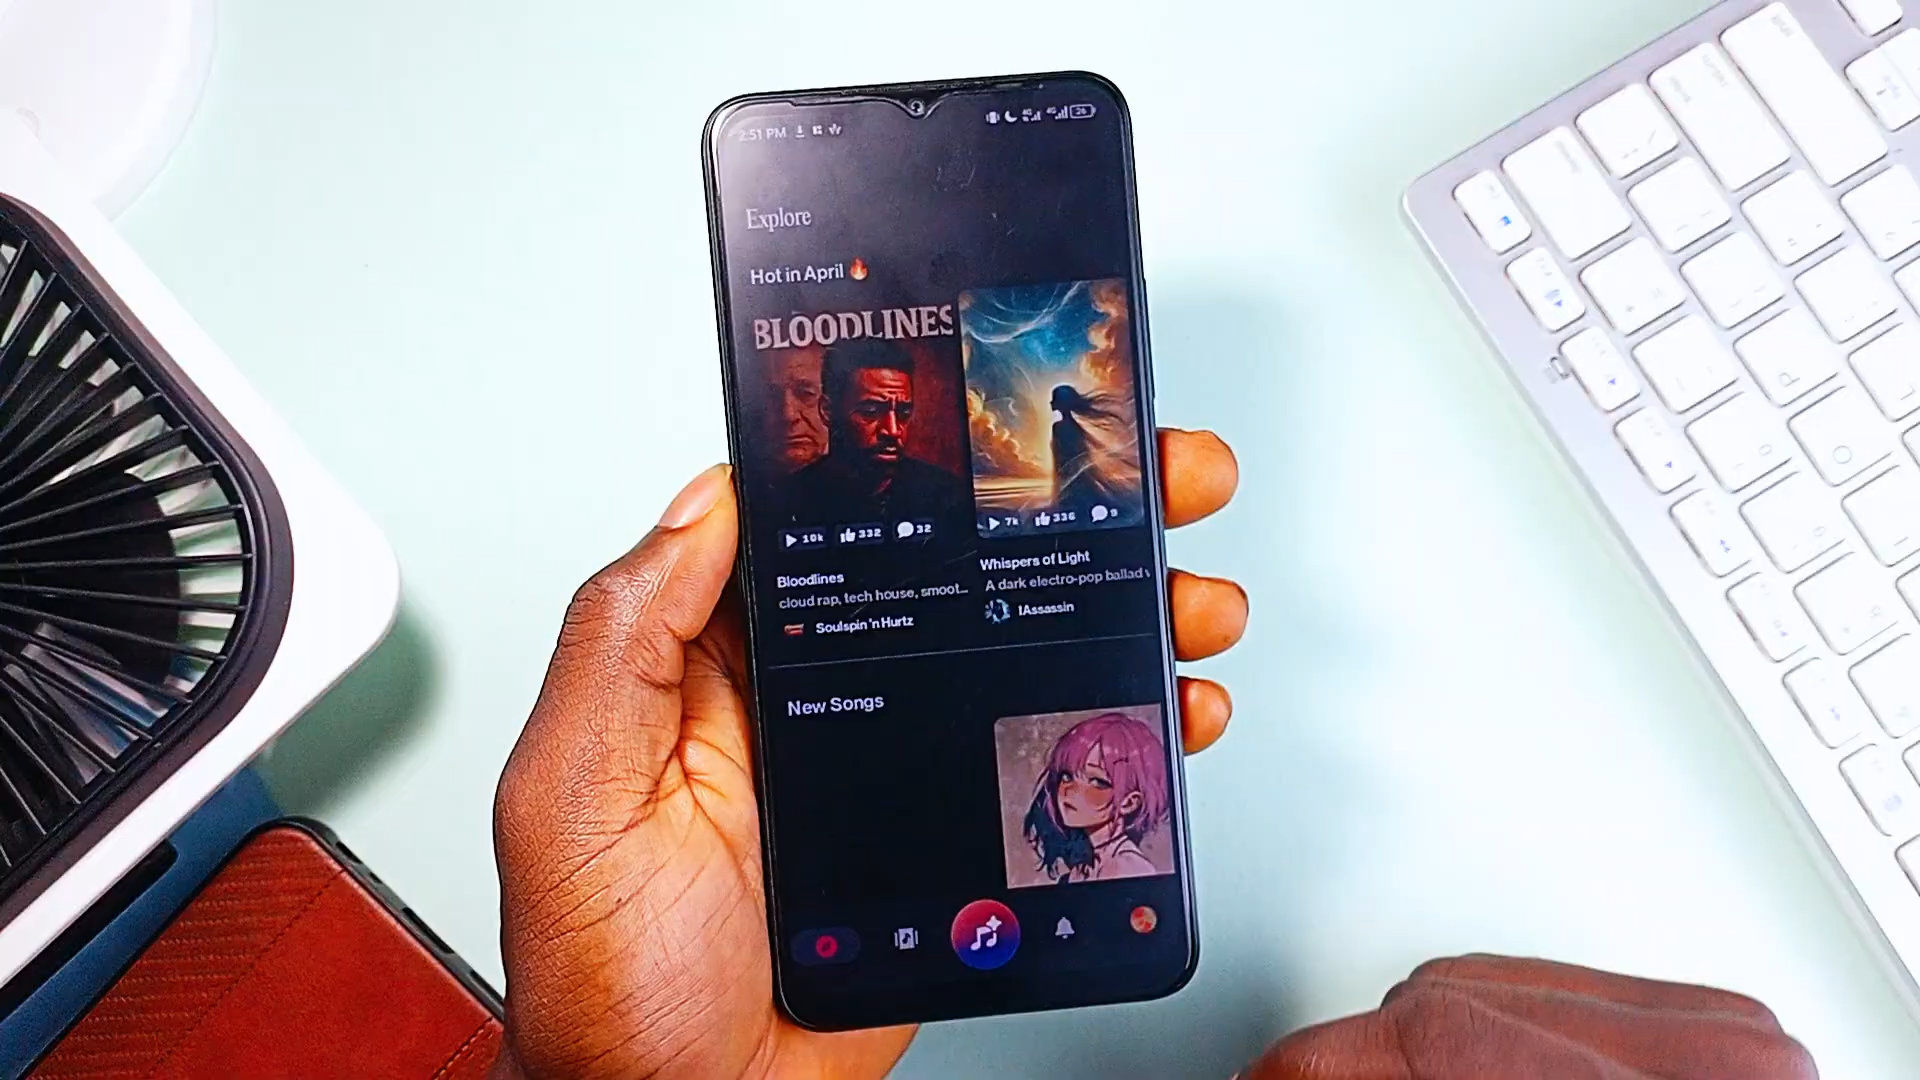 2:51 PM
26
Explore
Hot in April 🔥
BLOODLINES
10k 332 32
7k 336 9
Bloodlines
cloud rap, tech house, smoot...
Soulspin 'n Hurtz
Whispers of Light
A dark electro-pop ballad
IAssassin
New Songs